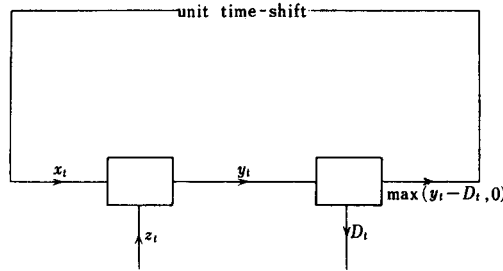 unit time-shift
x_t
y_t
max(y_t-D_t,0)
z_t
D_t